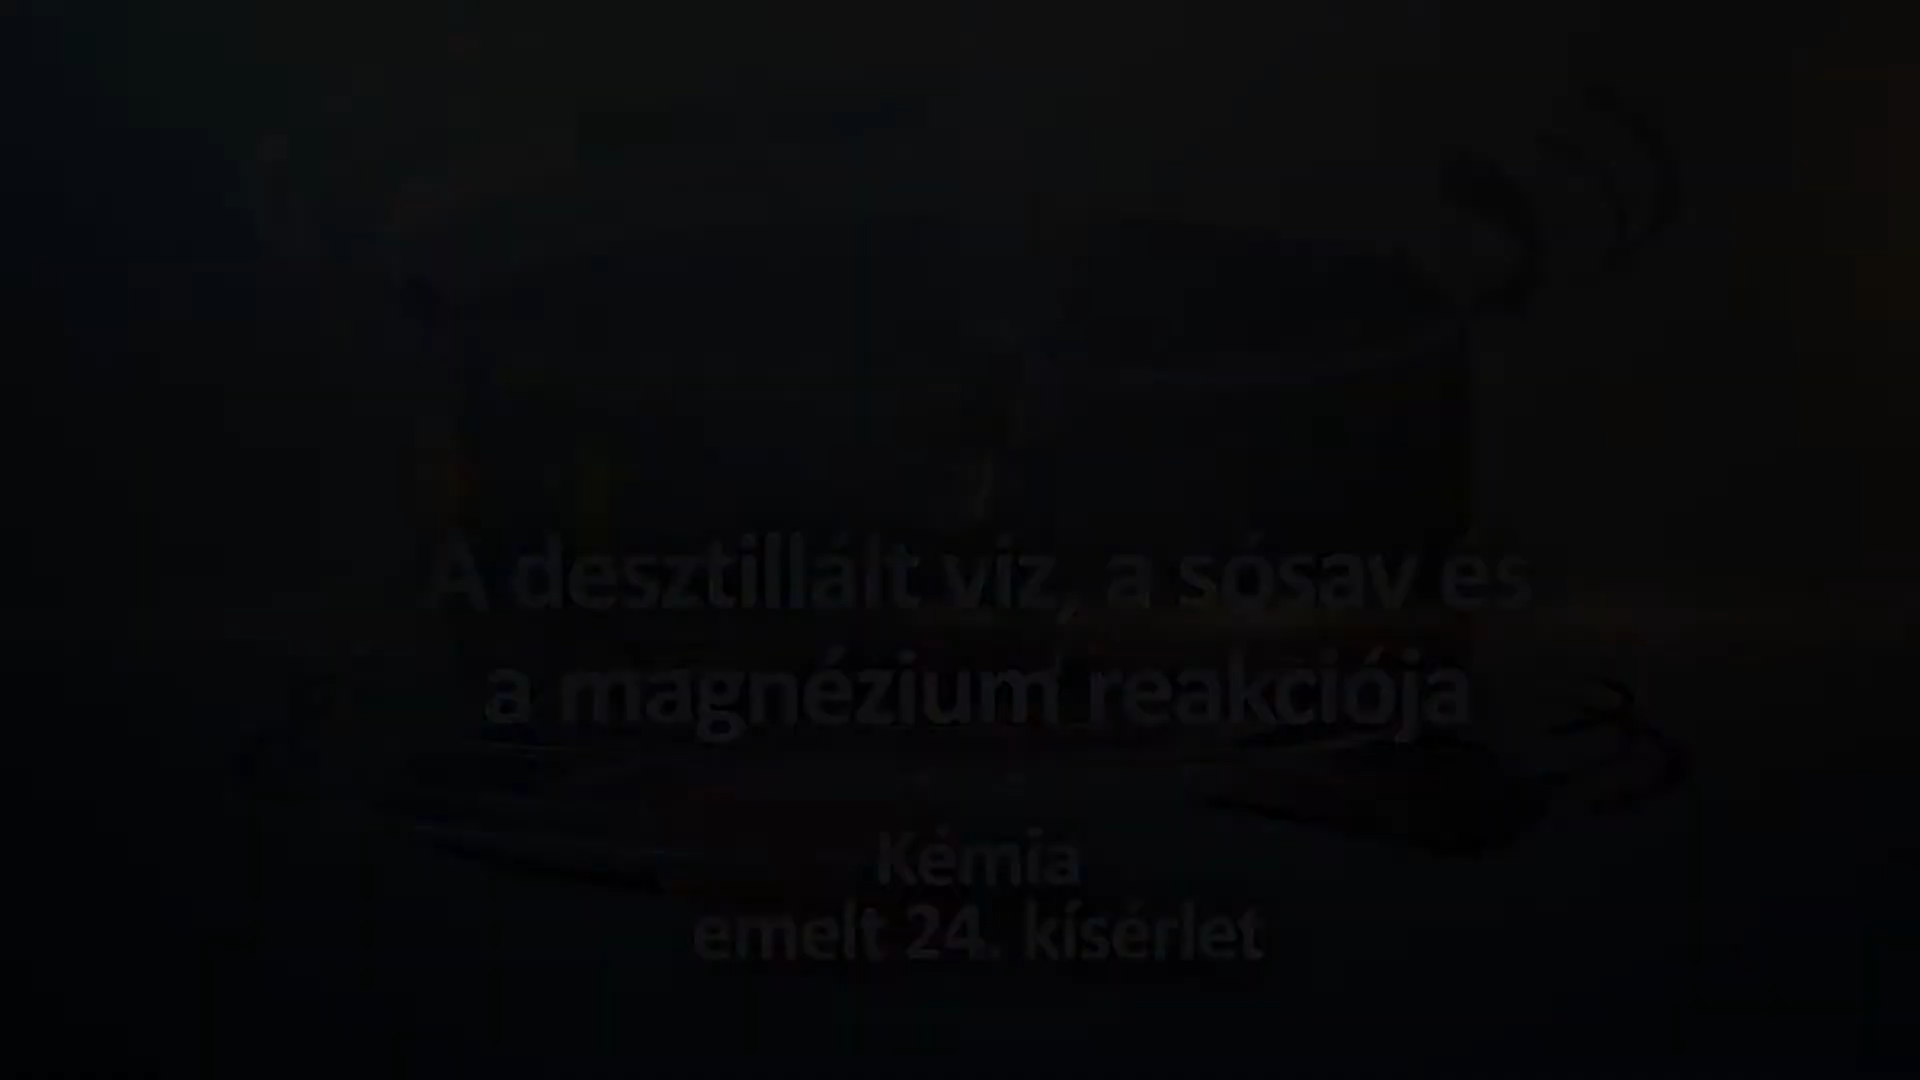 A desztillált víz, a sósav és
a magnézium reakciója
Kémia
emelt 24. kísérlet